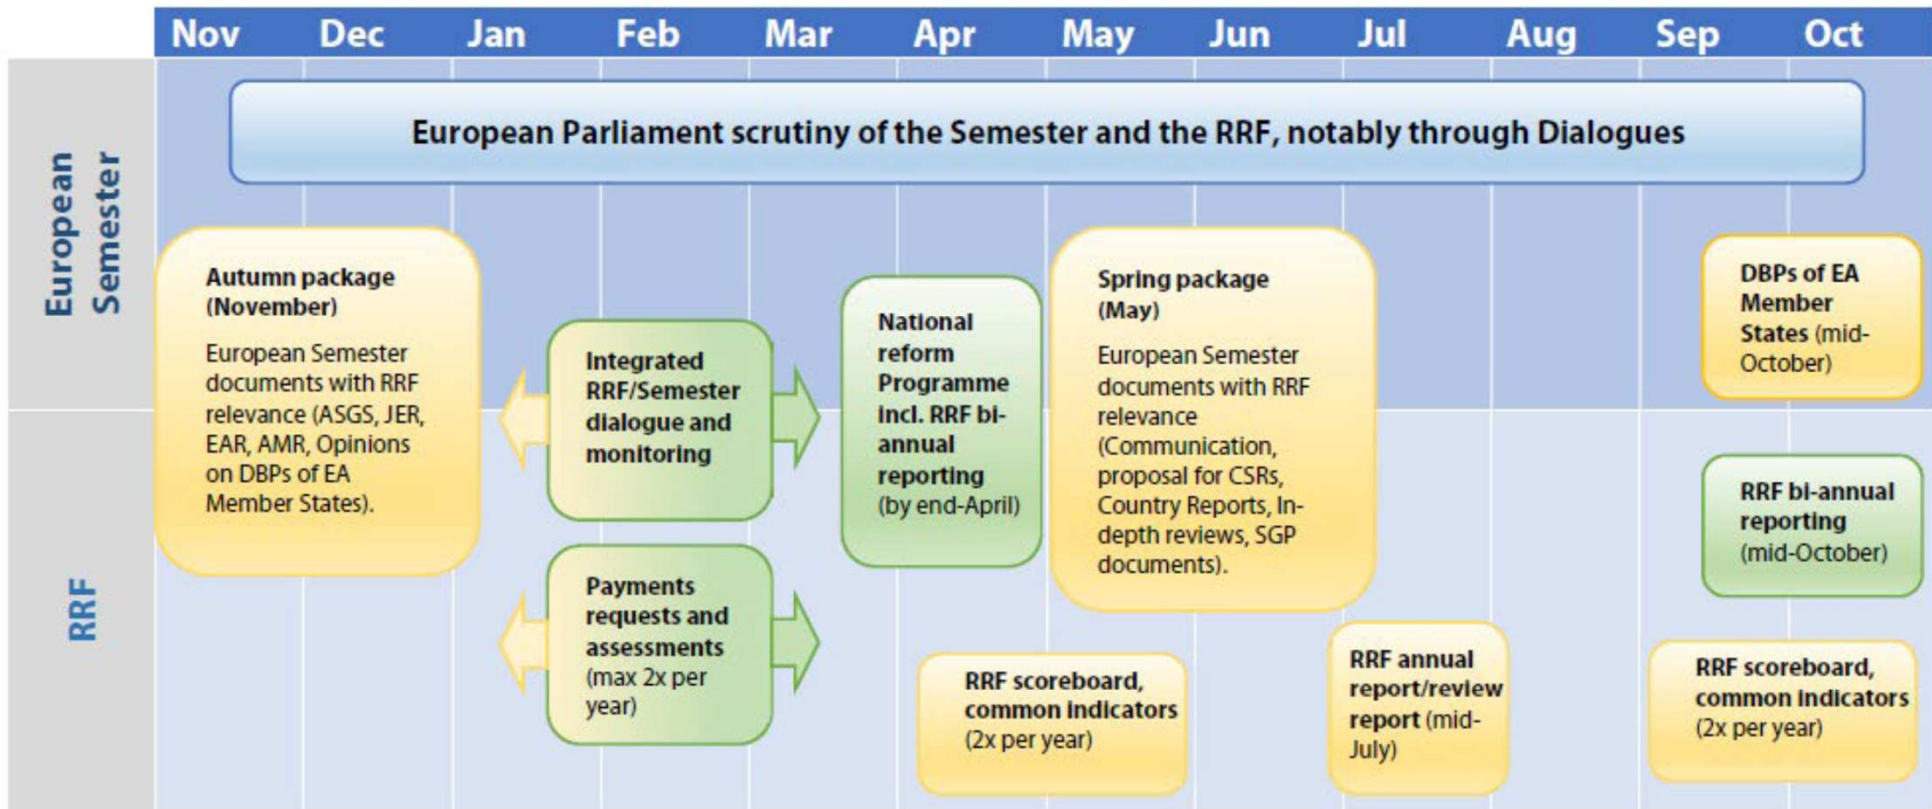 Nov Dec Jan Feb Mar Apr May Jun Jul Aug Sep Oct
European
Semester
European Parliament scrutiny of the Semester and the RRF, notably through Dialogues
Autumn package
(November)
European Semester
documents with RRF
relevance (ASGS, JER,
EAR, AMR, Opinions
on DBPs of EA
Member States).
Integrated
RRF/Semester
dialogue and
monitoring
National
reform
Programme
incl. RRF bi-
annual
reporting
(by end-April)
Spring package
(May)
European Semester
documents with RRF
relevance
(Communication,
proposal for CSRs,
Country Reports, In-
depth reviews, SGP
documents).
DBPs of EA
Member
States (mid-
October)
RRF
Payments
requests and
assessments
(max 2x per
year)
RRF scoreboard,
common indicators
(2x per year)
RRF annual
report/review
report (mid-
July)
RRF bi-annual
reporting
(mid-October)
RRF scoreboard,
common indicators
(2x per year)